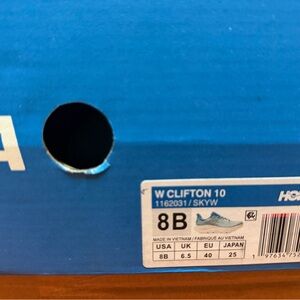 A
W CLIFTON 10
1162031/SKYW
HO
8B
MADE IN VIETNAM / FABRIQUÉ AU VIETNAM
USA UK EU JAPAN
8B 6.5 40 25